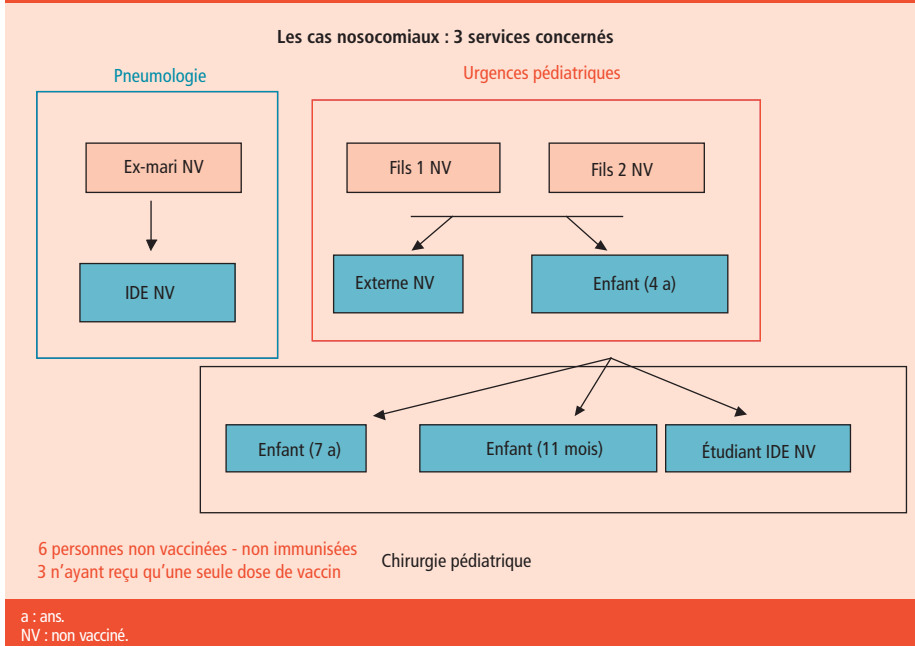 Les cas nosocomiaux : 3 services concernés
Pneumologie
Urgences pédiatriques
Ex-mari NV
Fils 1 NV
Fils 2 NV
IDE NV
Externe NV
Enfant (4 a)
Enfant (7 a)
Enfant (11 mois)
Étudiant IDE NV
6 personnes non vaccinées - non immunisées
3 n'ayant reçu qu'une seule dose de vaccin
Chirurgie pédiatrique
a : ans.
NV : non vacciné.